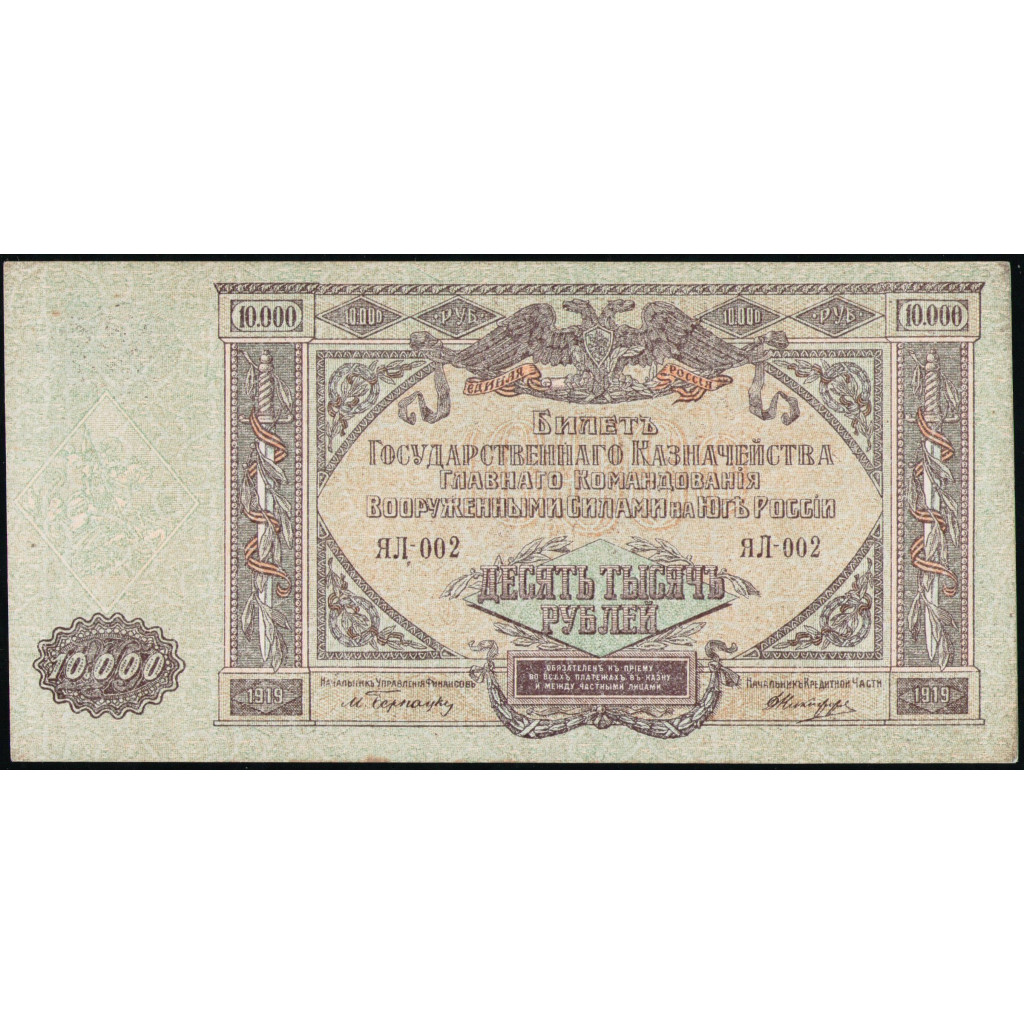 10.000 10.000 РУБ. 10.000 РУБ. 10.000
ЕДИНАЯ РОССІЯ
БИЛЕТЪ
ГОСУДАРСТВЕННАГО КАЗНАЧЕЙСТВА
ГЛАВНАГО КОМАНДОВАНІЯ
ВООРУЖЕННЫМИ СИЛАМИ НА ЮГѢ РОССІИ
ЯЛ-002 ЯЛ-002
ДЕСЯТЬ ТЫСЯЧЪ
РУБЛЕЙ
10.000
ОБЯЗАТЕЛЕНЪ КЪ ПРІЕМУ
ВО ВСѢХЪ ПЛАТЕЖАХЪ ВЪ КАЗНУ
И МЕЖДУ ЧАСТНЫМИ ЛИЦАМИ
1919 НАЧАЛЬНИКЪ УПРАВЛЕНІЯ ФИНАНСОВЪ НАЧАЛЬНИКЪ КРЕДИТНОЙ ЧАСТИ 1919